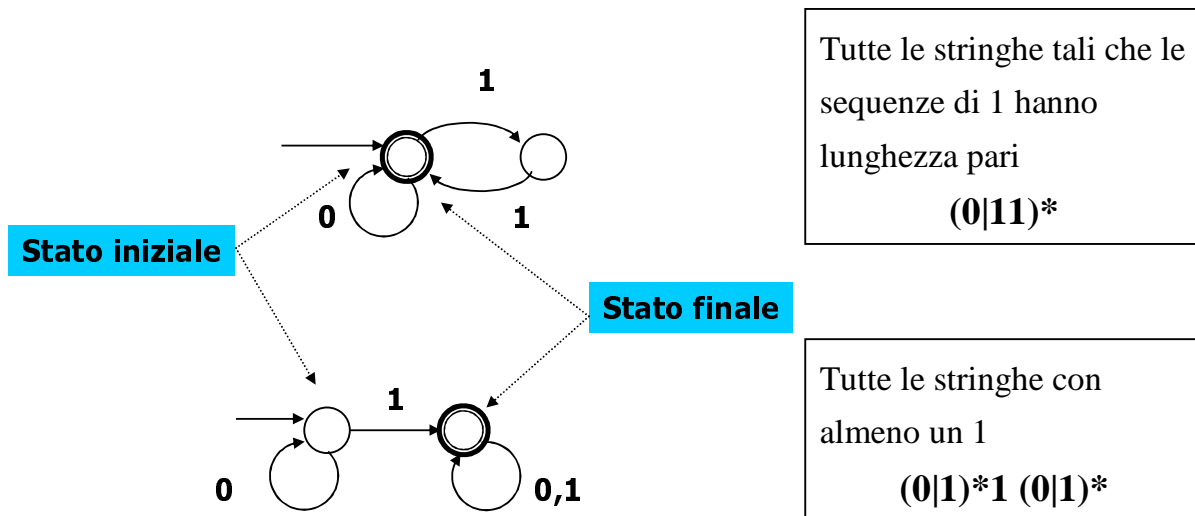 1
0
1
Stato iniziale
Stato finale
Tutte le stringhe tali che le
sequenze di 1 hanno
lunghezza pari
(0|11)*
1
0
0,1
Tutte le stringhe con
almeno un 1
(0|1)*1 (0|1)*